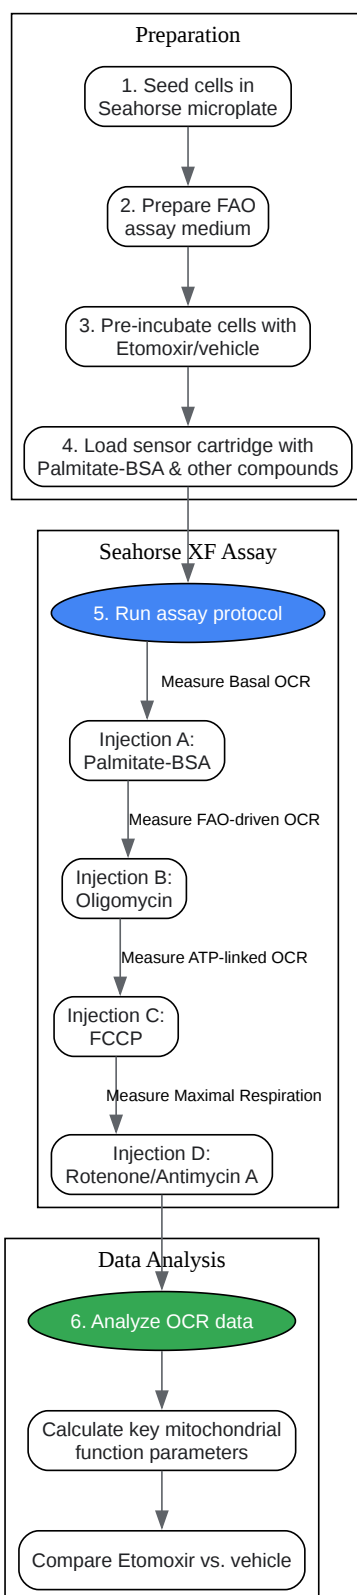 Preparation
1. Seed cells in
Seahorse microplate
2. Prepare FAO
assay medium
3. Pre-incubate cells with
Etomoxir/vehicle
4. Load sensor cartridge with
Palmitate-BSA & other compounds
Seahorse XF Assay
5. Run assay protocol
Measure Basal OCR
Injection A:
Palmitate-BSA
Measure FAO-driven OCR
Injection B:
Oligomycin
Measure ATP-linked OCR
Injection C:
FCCP
Measure Maximal Respiration
Injection D:
Rotenone/Antimycin A
Data Analysis
6. Analyze OCR data
Calculate key mitochondrial
function parameters
Compare Etomoxir vs. vehicle